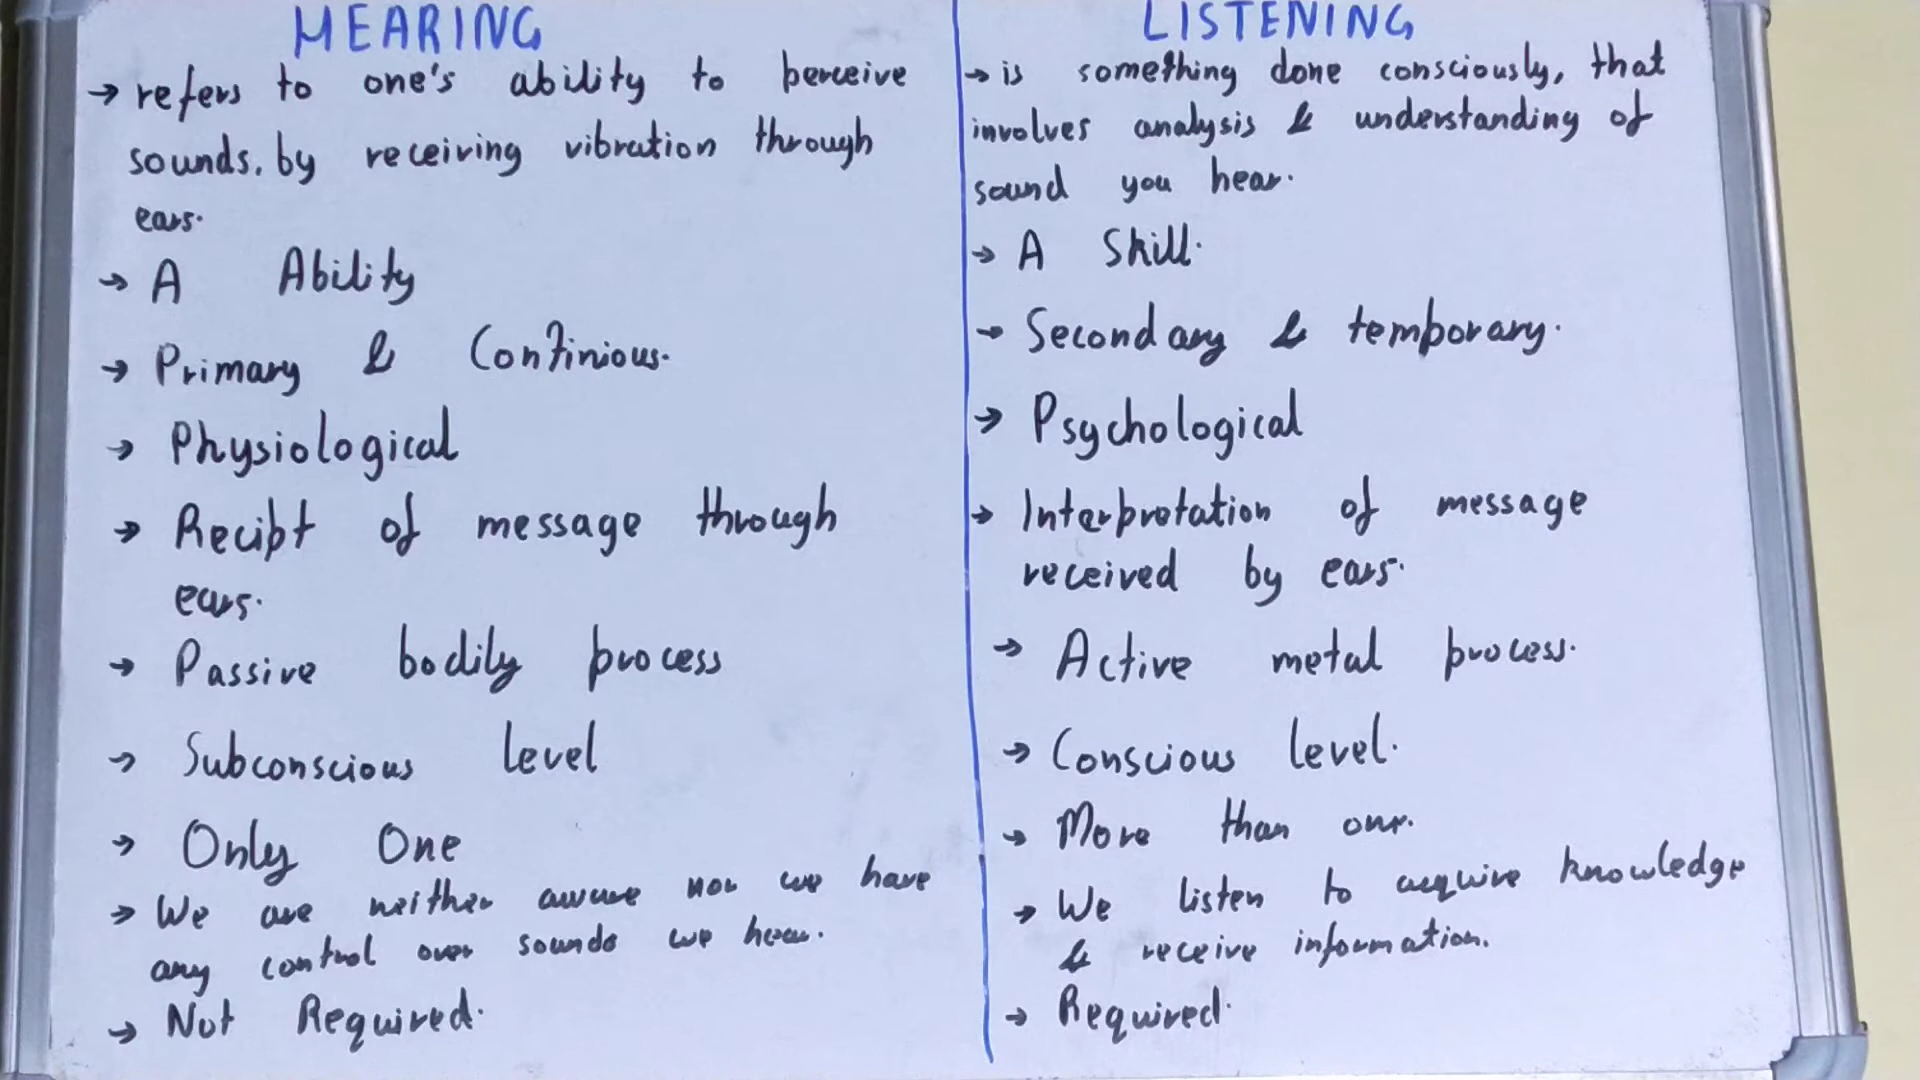 HEARING
→ refers to one's ability to perceive
sounds, by receiving vibration through
ears.
→ A Ability
→ Primary & Continious.
→ Physiological
→ Recipt of message through
ears.
→ Passive bodily process
→ Subconscious level
→ Only One
→ We are neither aware nor we have
any control over sounds we hear.
→ Not Required.
LISTENING
→ is something done consciously, that
involves analysis & understanding of
sound you hear.
→ A Skill.
→ Secondary & temporary.
→ Psychological
→ Interpretation of message
received by ears.
→ Active metal process.
→ Conscious level.
→ More than one.
→ We listen to acquire knowledge
& receive information.
→ Required.